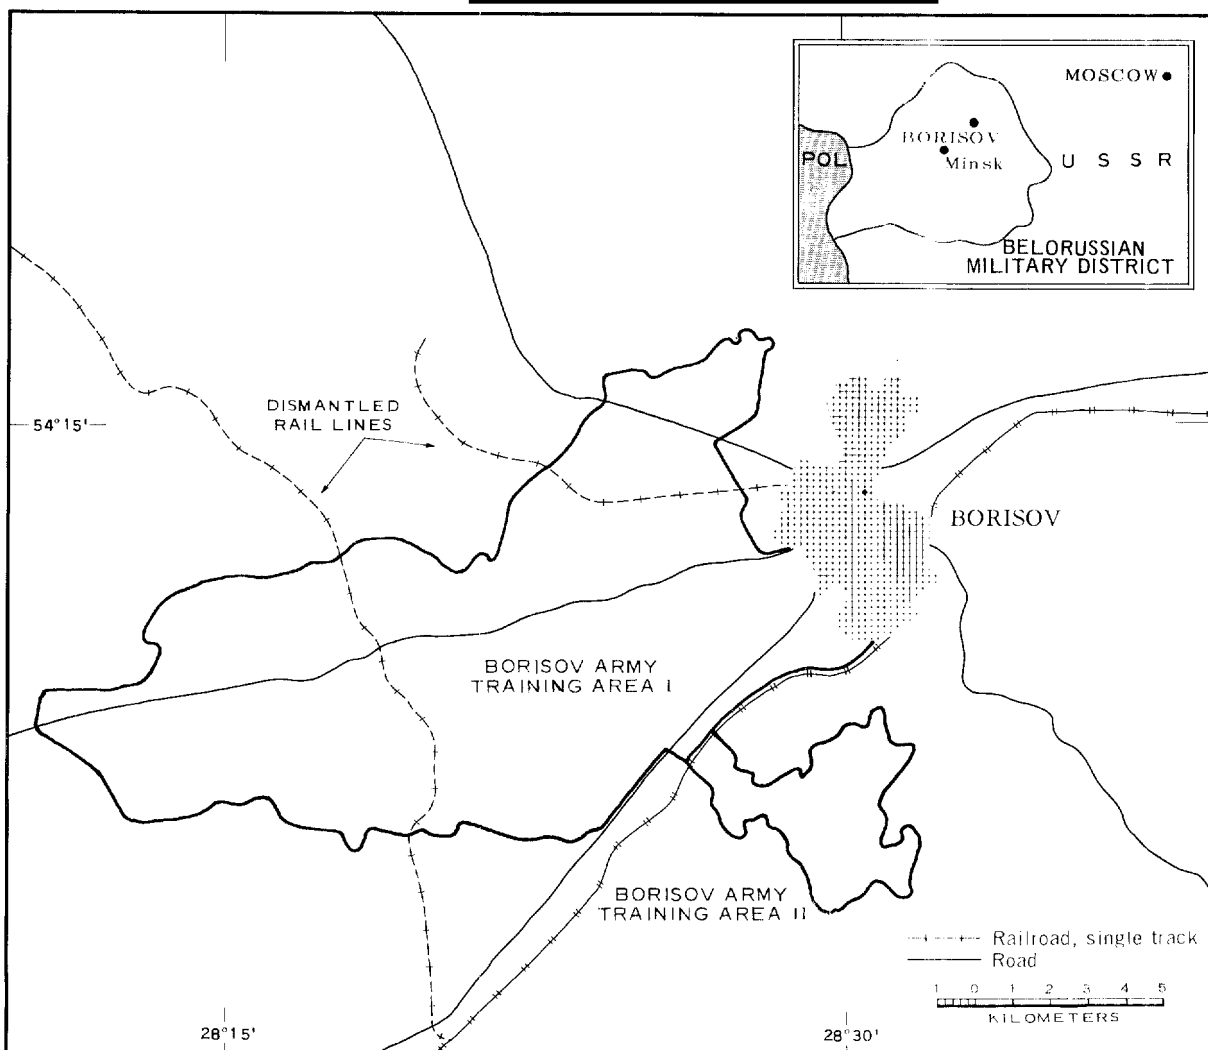 MOSCOW
BORISOV
POL
Minsk
U S S R
BELORUSSIAN
MILITARY DISTRICT
DISMANTLED
RAIL LINES
54°15'
BORISOV
BORISOV ARMY
TRAINING AREA I
BORISOV ARMY
TRAINING AREA II
Railroad, single track
Road
1 0 1 2 3 4 5
KILOMETERS
28°15'
28°30'